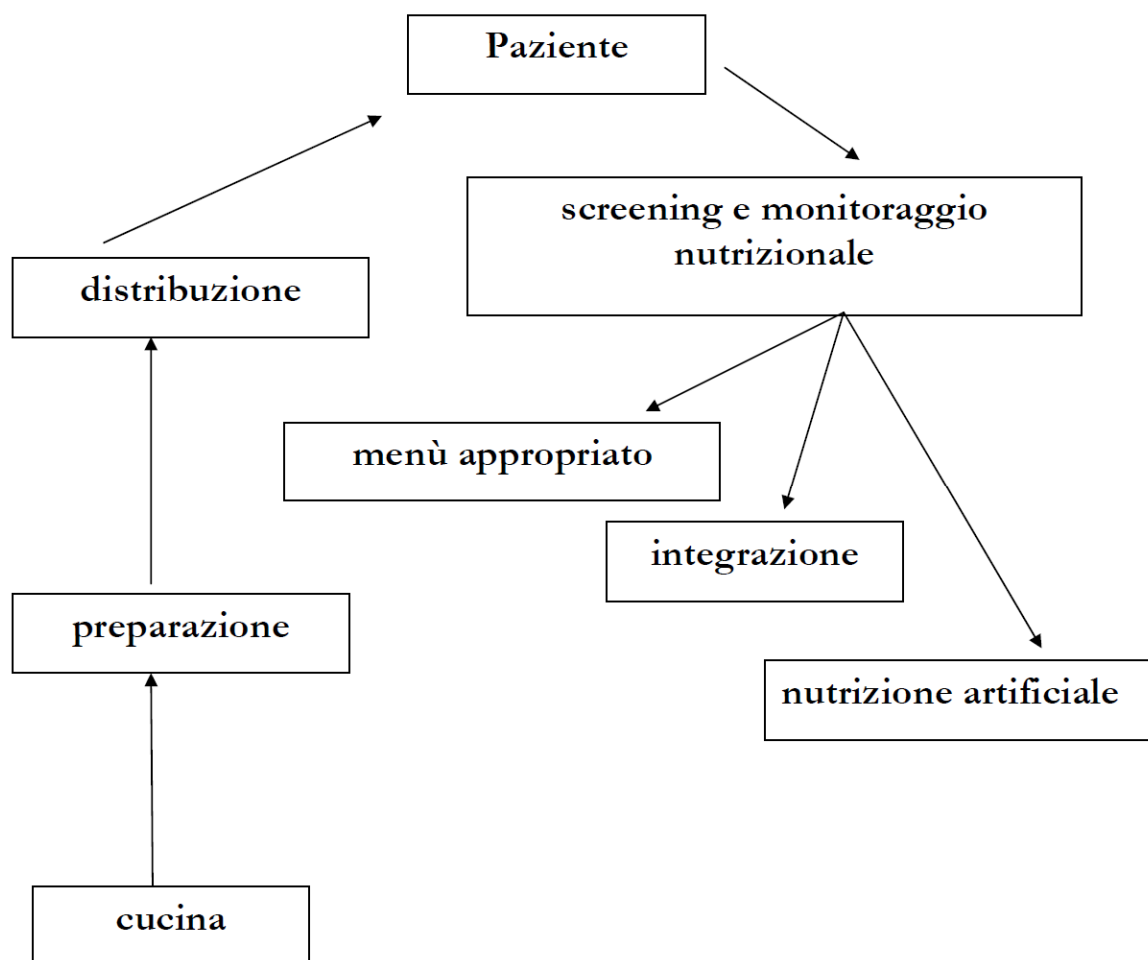 Paziente
screening e monitoraggio
nutrizionale
distribuzione
menù appropriato
integrazione
preparazione
nutrizione artificiale
cucina